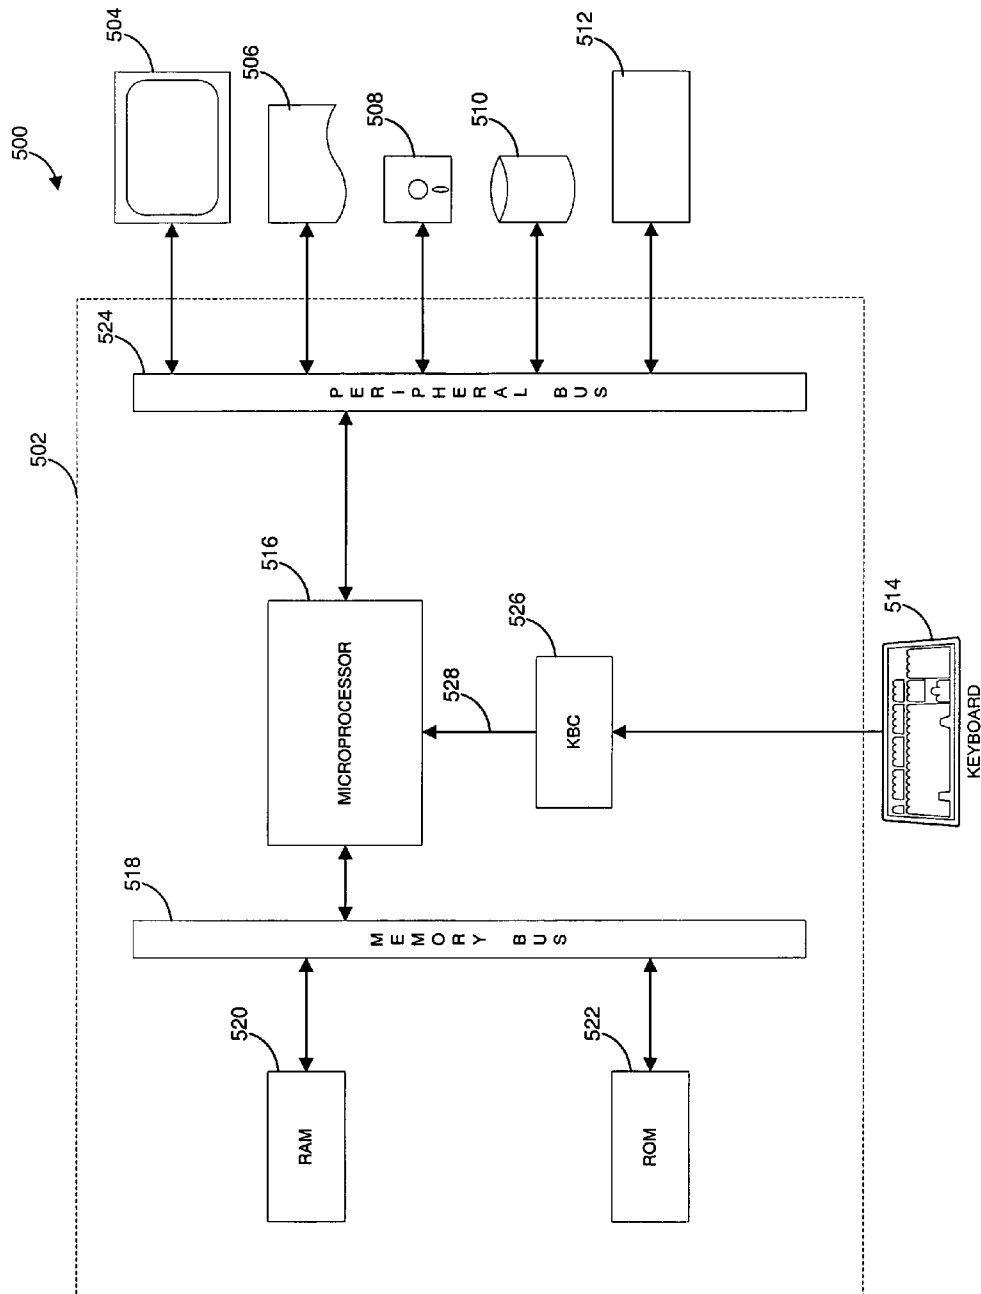 500
504
506
508
510
512
524
PERIPHERAL BUS
502
516
MICROPROCESSOR
526
KBC
528
514
KEYBOARD
518
MEMORY BUS
520
RAM
522
ROM